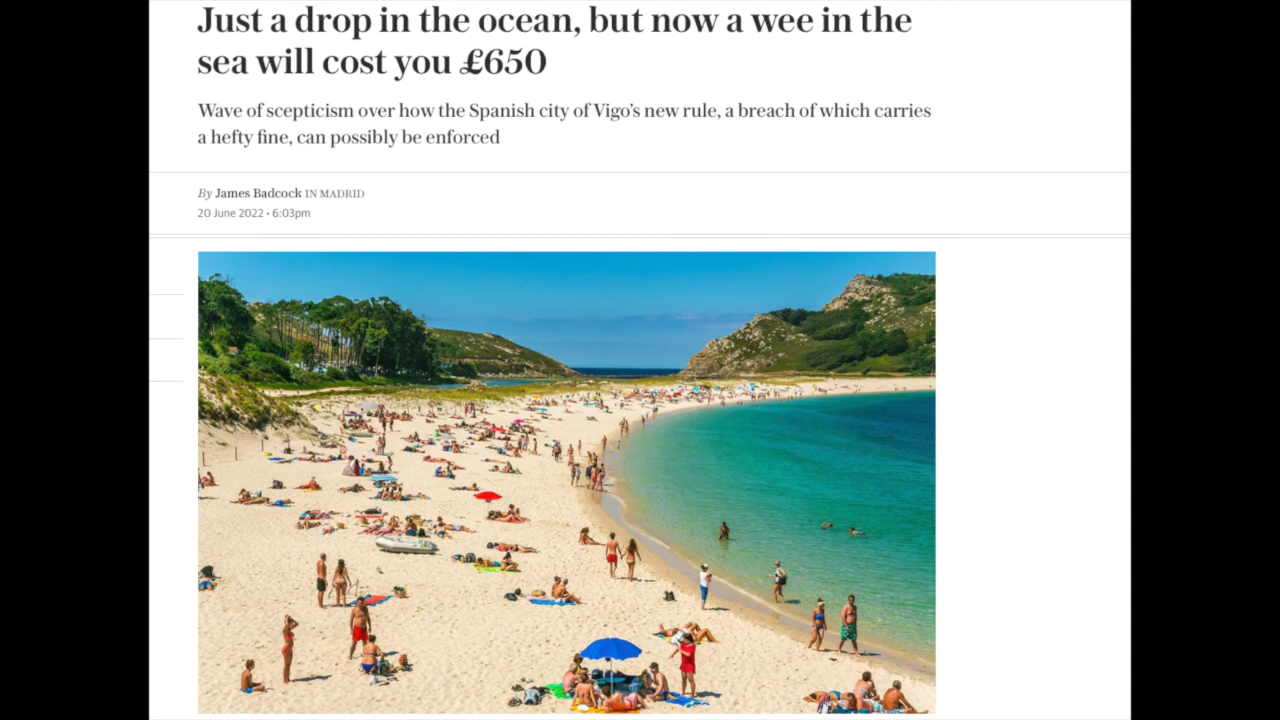 Just a drop in the ocean, but now a wee in the
sea will cost you £650
Wave of scepticism over how the Spanish city of Vigo’s new rule, a breach of which carries
a hefty fine, can possibly be enforced
By James Badcock IN MADRID
20 June 2022 • 6:03pm